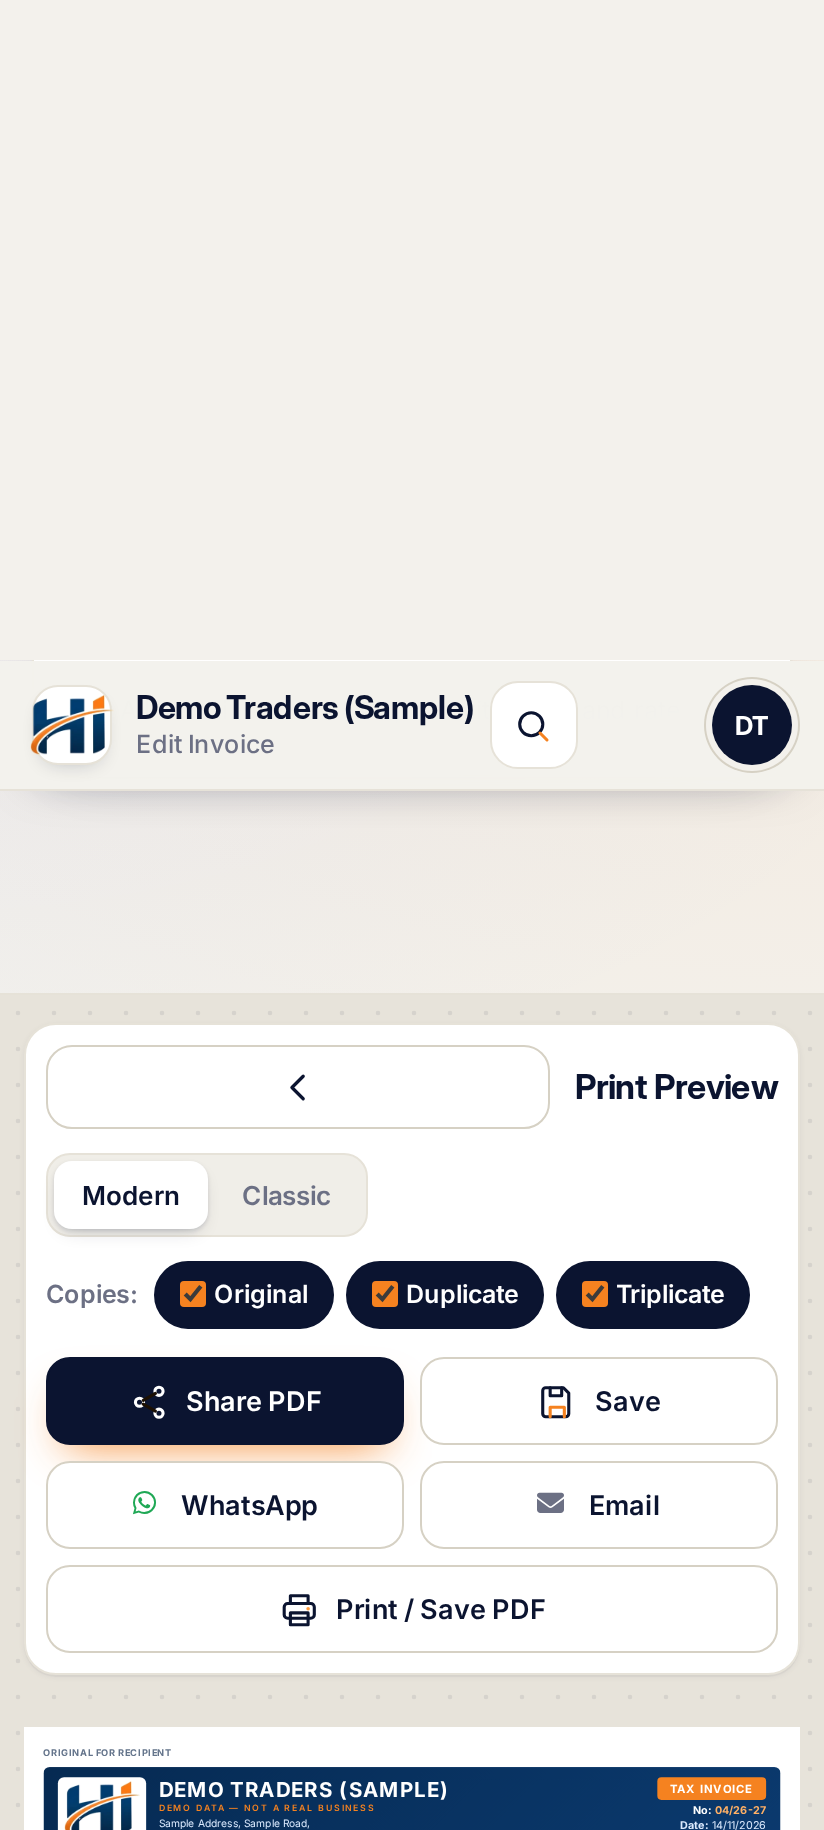 Hi
Demo Traders (Sample)
Edit Invoice
DT
Print Preview
Modern Classic
Copies: Original Duplicate Triplicate
Share PDF Save
WhatsApp Email
Print / Save PDF
ORIGINAL FOR RECIPIENT
Hi DEMO TRADERS (SAMPLE) TAX INVOICE
DEMO DATA — NOT A REAL BUSINESS No: 04/26-27
Sample Address, Sample Road, Date: 14/11/2026